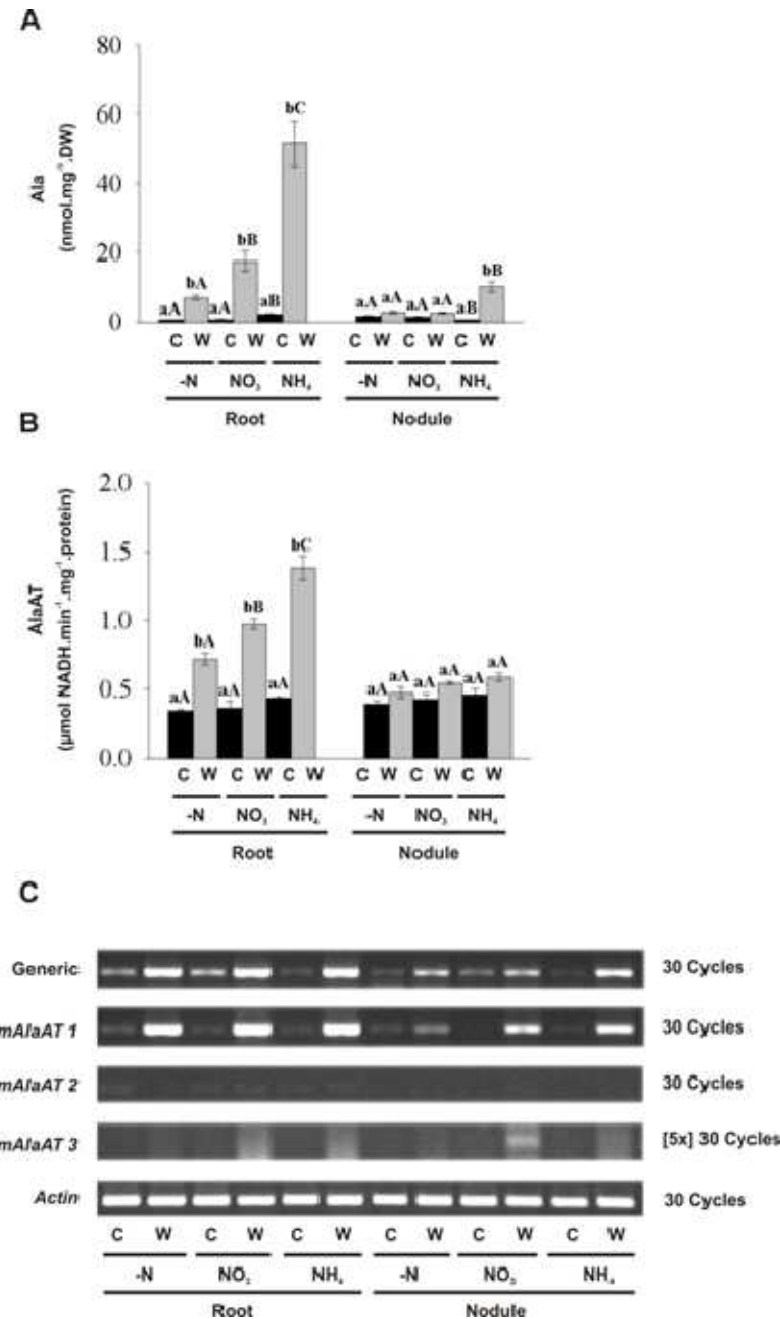 A
80
60
40
20
0
Ala
(nmol.mg⁻¹.DW)
aA bA aA bB aB bC aA aA aA aA aB bB
C W C W C W C W C W C W
-N NO₃ NH₄ -N NO₃ NH₄
Root Nodule
B
2.0
1.5
1.0
0.5
0.0
AlaAT
(µmol NADH.min⁻¹.mg⁻¹.protein)
aA bA aA bB aA bC aA aA aA aA aA aA
C W C W C W C W C W C W
-N NO₃ NH₄ -N NO₃ NH₄
Root Nodule
C
Generic 30 Cycles
mAlaAT 1 30 Cycles
mAlaAT 2 30 Cycles
mAlaAT 3 [5x] 30 Cycles
Actin 30 Cycles
C W C W C W C W C W C W
-N NO₃ NH₄ -N NO₃ NH₄
Root Nodule